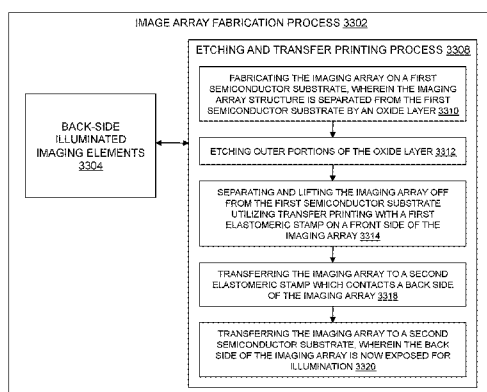 IMAGE ARRAY FABRICATION PROCESS 3302
ETCHING AND TRANSFER PRINTING PROCESS 3308
FABRICATING THE IMAGING ARRAY ON A FIRST
SEMICONDUCTOR SUBSTRATE, WHEREIN THE IMAGING
ARRAY STRUCTURE IS SEPARATED FROM THE FIRST
SEMICONDUCTOR SUBSTRATE BY AN OXIDE LAYER 3310
BACK-SIDE
ILLUMINATED
IMAGING ELEMENTS
3304
ETCHING OUTER PORTIONS OF THE OXIDE LAYER 3312
SEPARATING AND LIFTING THE IMAGING ARRAY OFF
FROM THE FIRST SEMICONDUCTOR SUBSTRATE
UTILIZING TRANSFER PRINTING WITH A FIRST
ELASTOMERIC STAMP ON A FRONT SIDE OF THE
IMAGING ARRAY 3314
TRANSFERRING THE IMAGING ARRAY TO A SECOND
ELASTOMERIC STAMP WHICH CONTACTS A BACK SIDE
OF THE IMAGING ARRAY 3318
TRANSFERRING THE IMAGING ARRAY TO A SECOND
SEMICONDUCTOR SUBSTRATE, WHEREIN THE BACK
SIDE OF THE IMAGING ARRAY IS NOW EXPOSED FOR
ILLUMINATION 3320